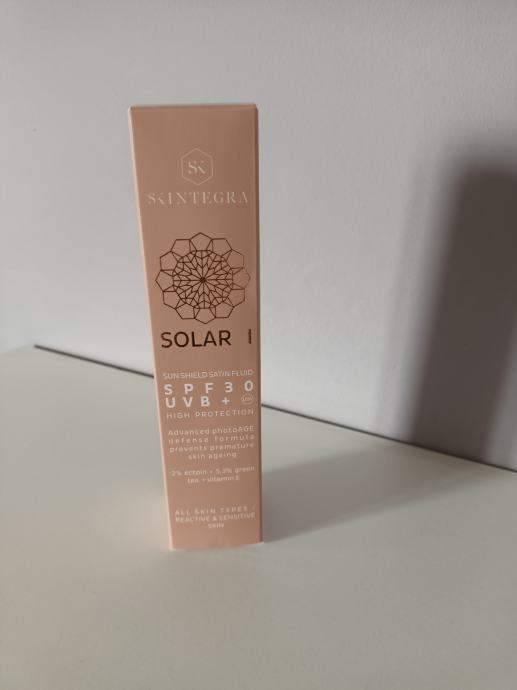 SK
SKINTEGRA
SOLAR I
SUN SHIELD SATIN FLUID
SPF30
UVB + UVA
HIGH PROTECTION
Advanced photoAGE
defense formula
prevents premature
skin ageing
2% ectoin + 5.3% green
tea + vitamin E
ALL SKIN TYPES /
REACTIVE & SENSITIVE
SKIN